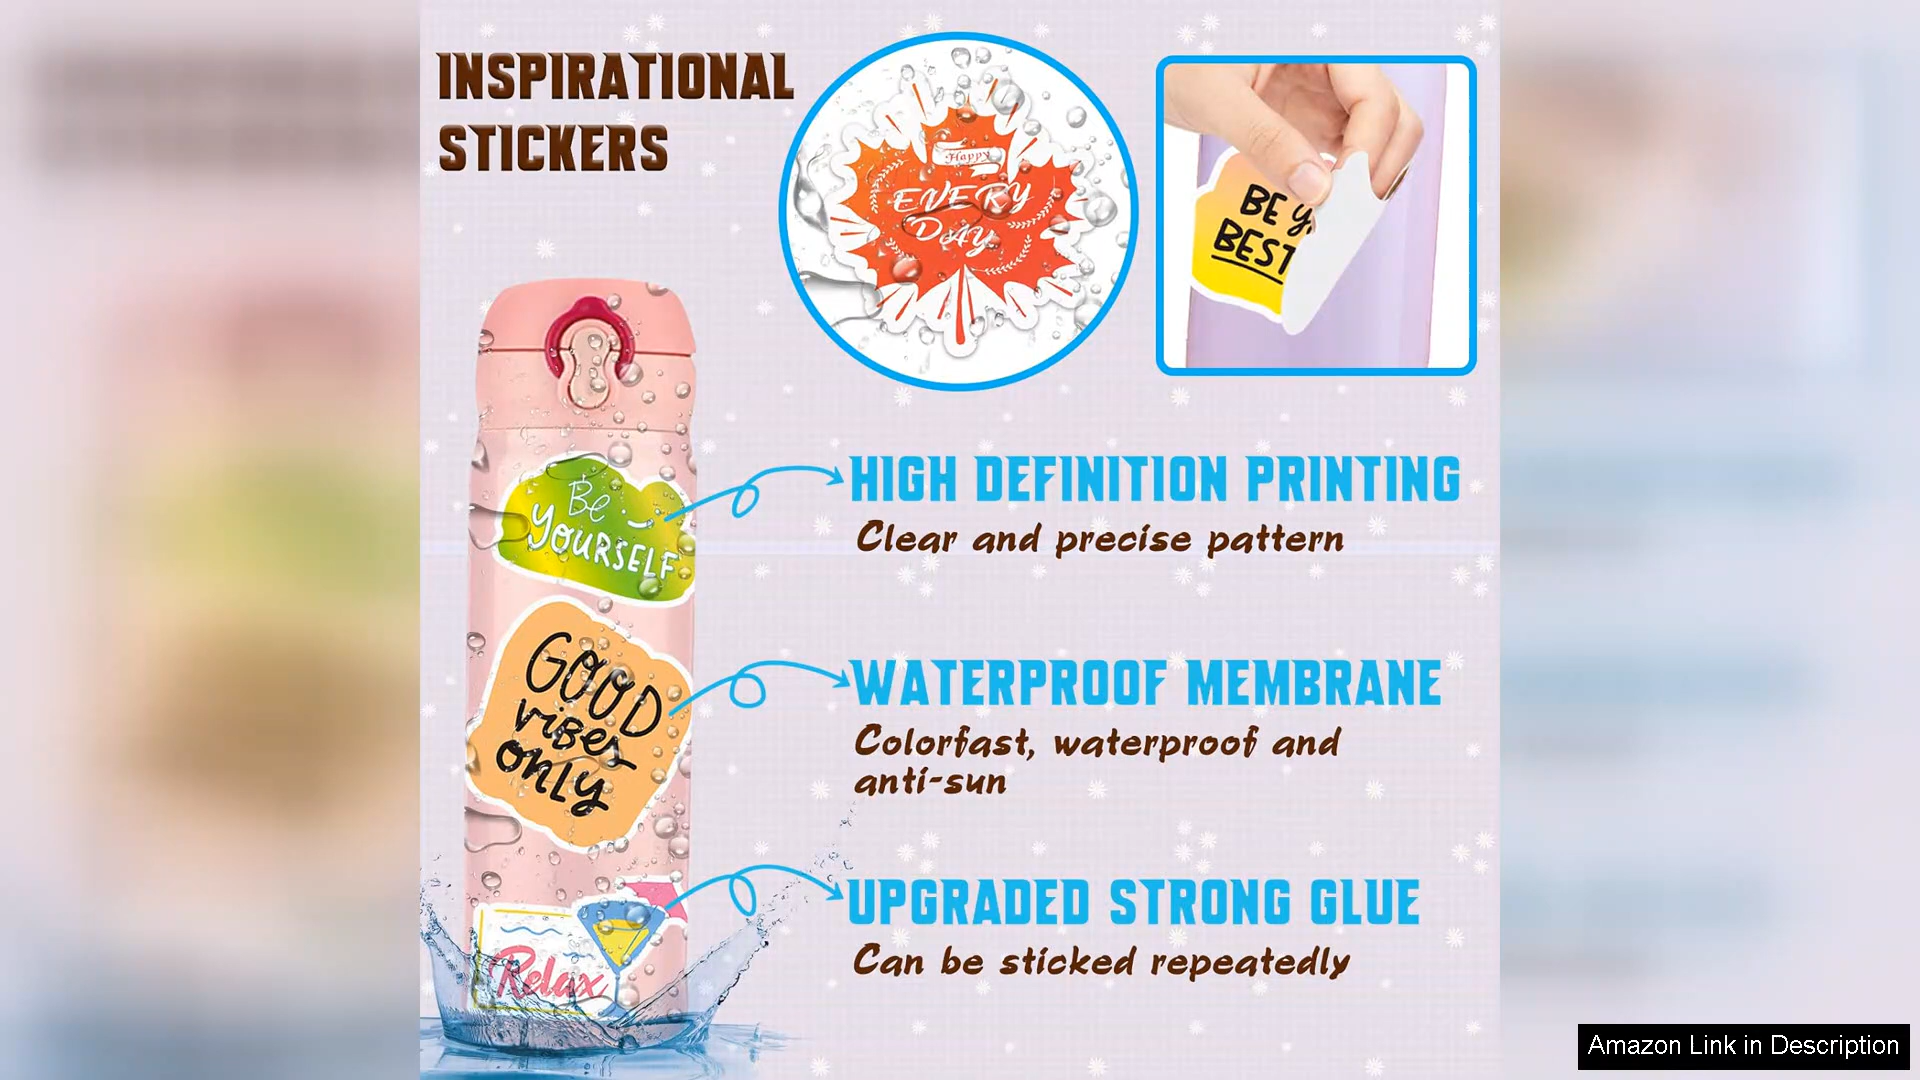 INSPIRATIONAL
STICKERS
Happy
EVERY
DAY
BE Y
BEST
Be
YOURSELF
GOOD
vibes
only
Relax
HIGH DEFINITION PRINTING
Clear and precise pattern
WATERPROOF MEMBRANE
Colorfast, waterproof and
anti-sun
UPGRADED STRONG GLUE
Can be sticked repeatedly
Amazon Link in Description